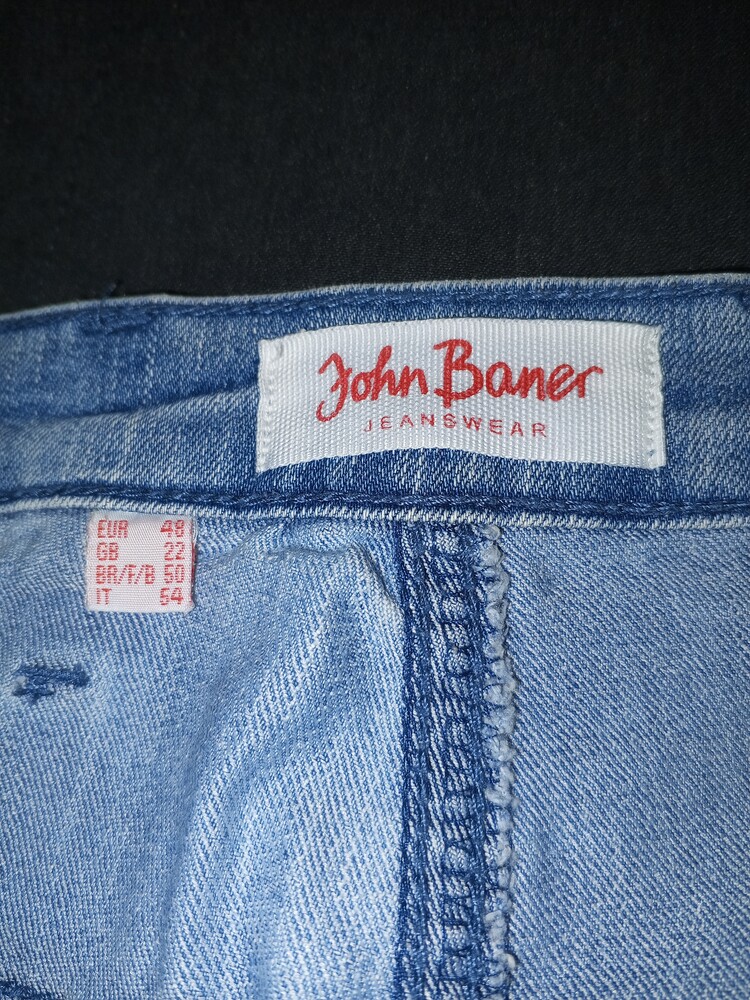 John Baner
JEANSWEAR
EUR 48
GB 22
BR/F/B 50
IT 54